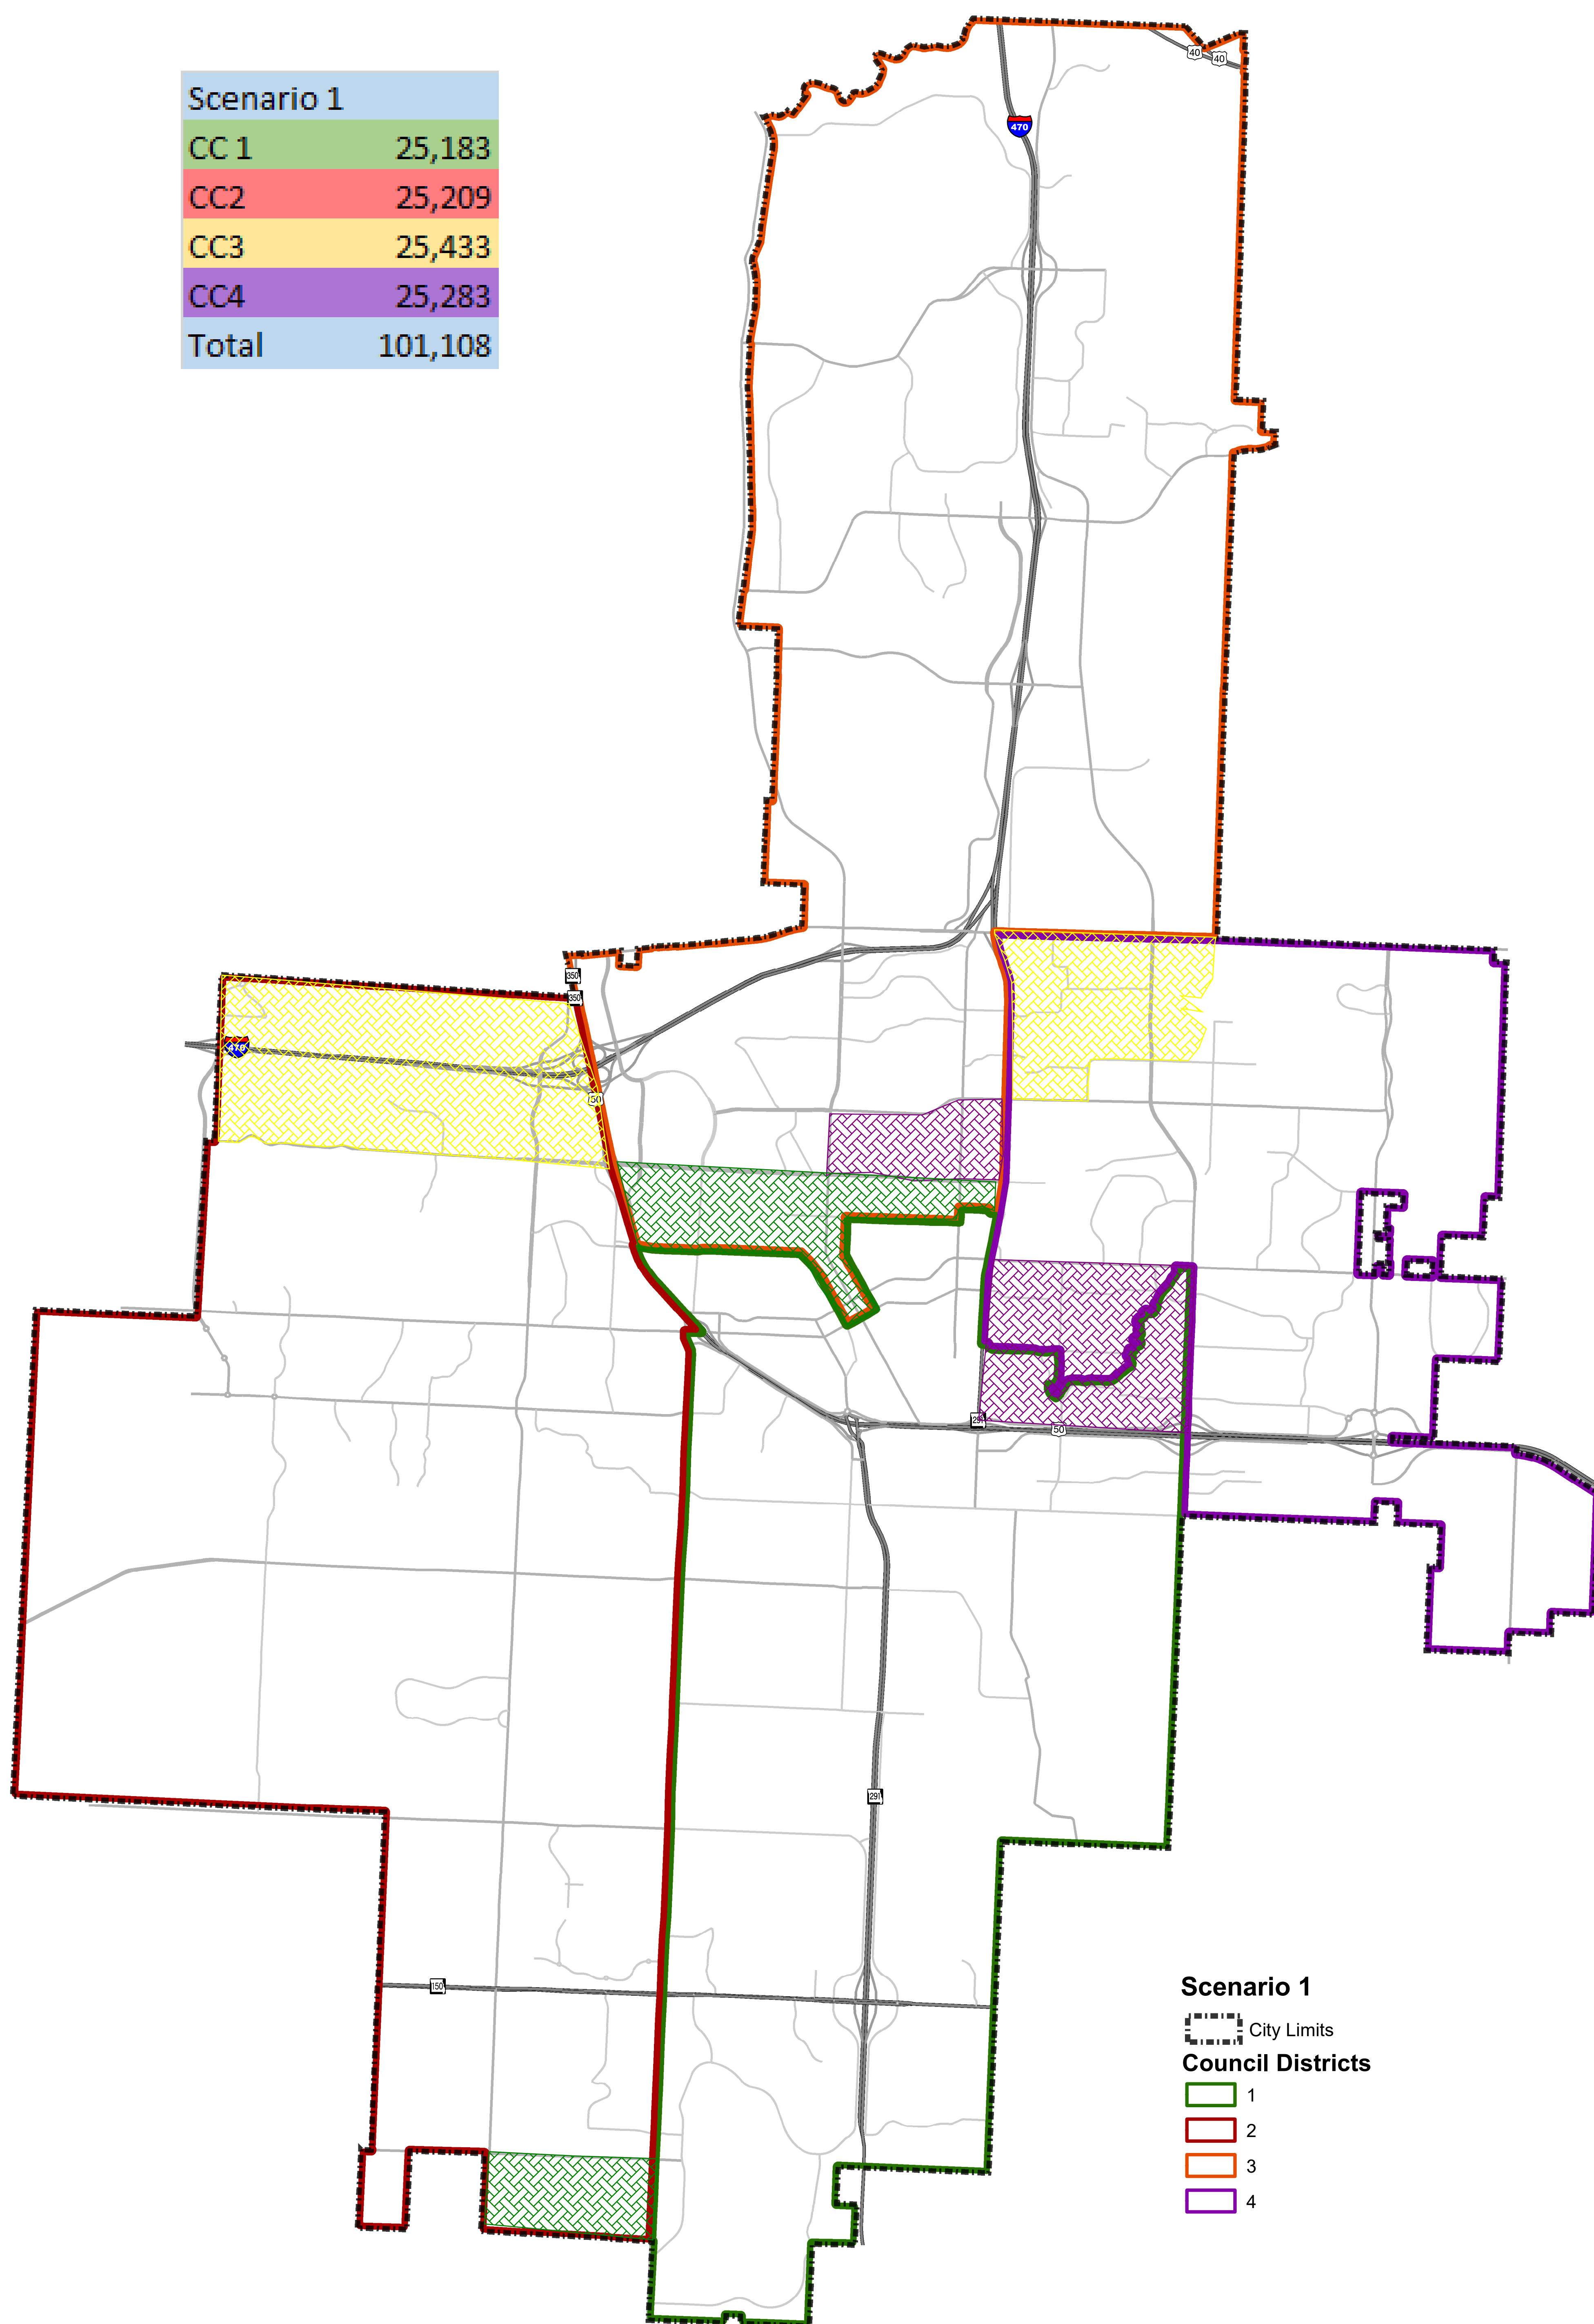 Scenario 1
CC 1 25,183
CC2 25,209
CC3 25,433
CC4 25,283
Total 101,108
40
40
470
350
350
470
50
291
50
291
150
Scenario 1
City Limits
Council Districts
1
2
3
4